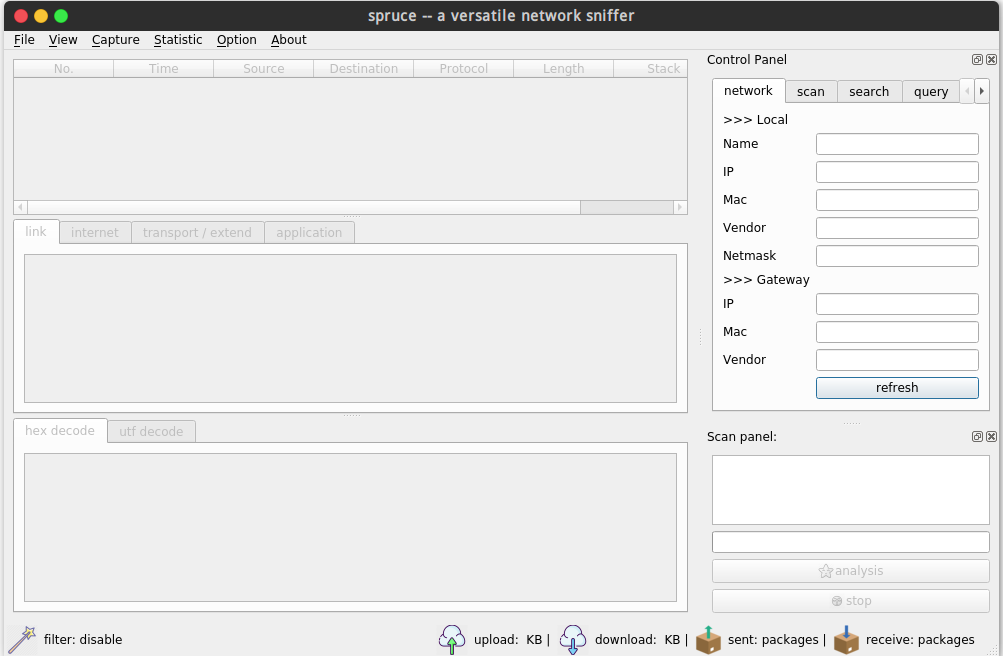 spruce -- a versatile network sniffer
File View Capture Statistic Option About
No. Time Source Destination Protocol Length Stack
link internet transport / extend application
hex decode utf decode
Control Panel
network scan search query
>>> Local
Name
IP
Mac
Vendor
Netmask
>>> Gateway
IP
Mac
Vendor
refresh
Scan panel:
analysis
stop
filter: disable
upload: KB | download: KB | sent: packages | receive: packages